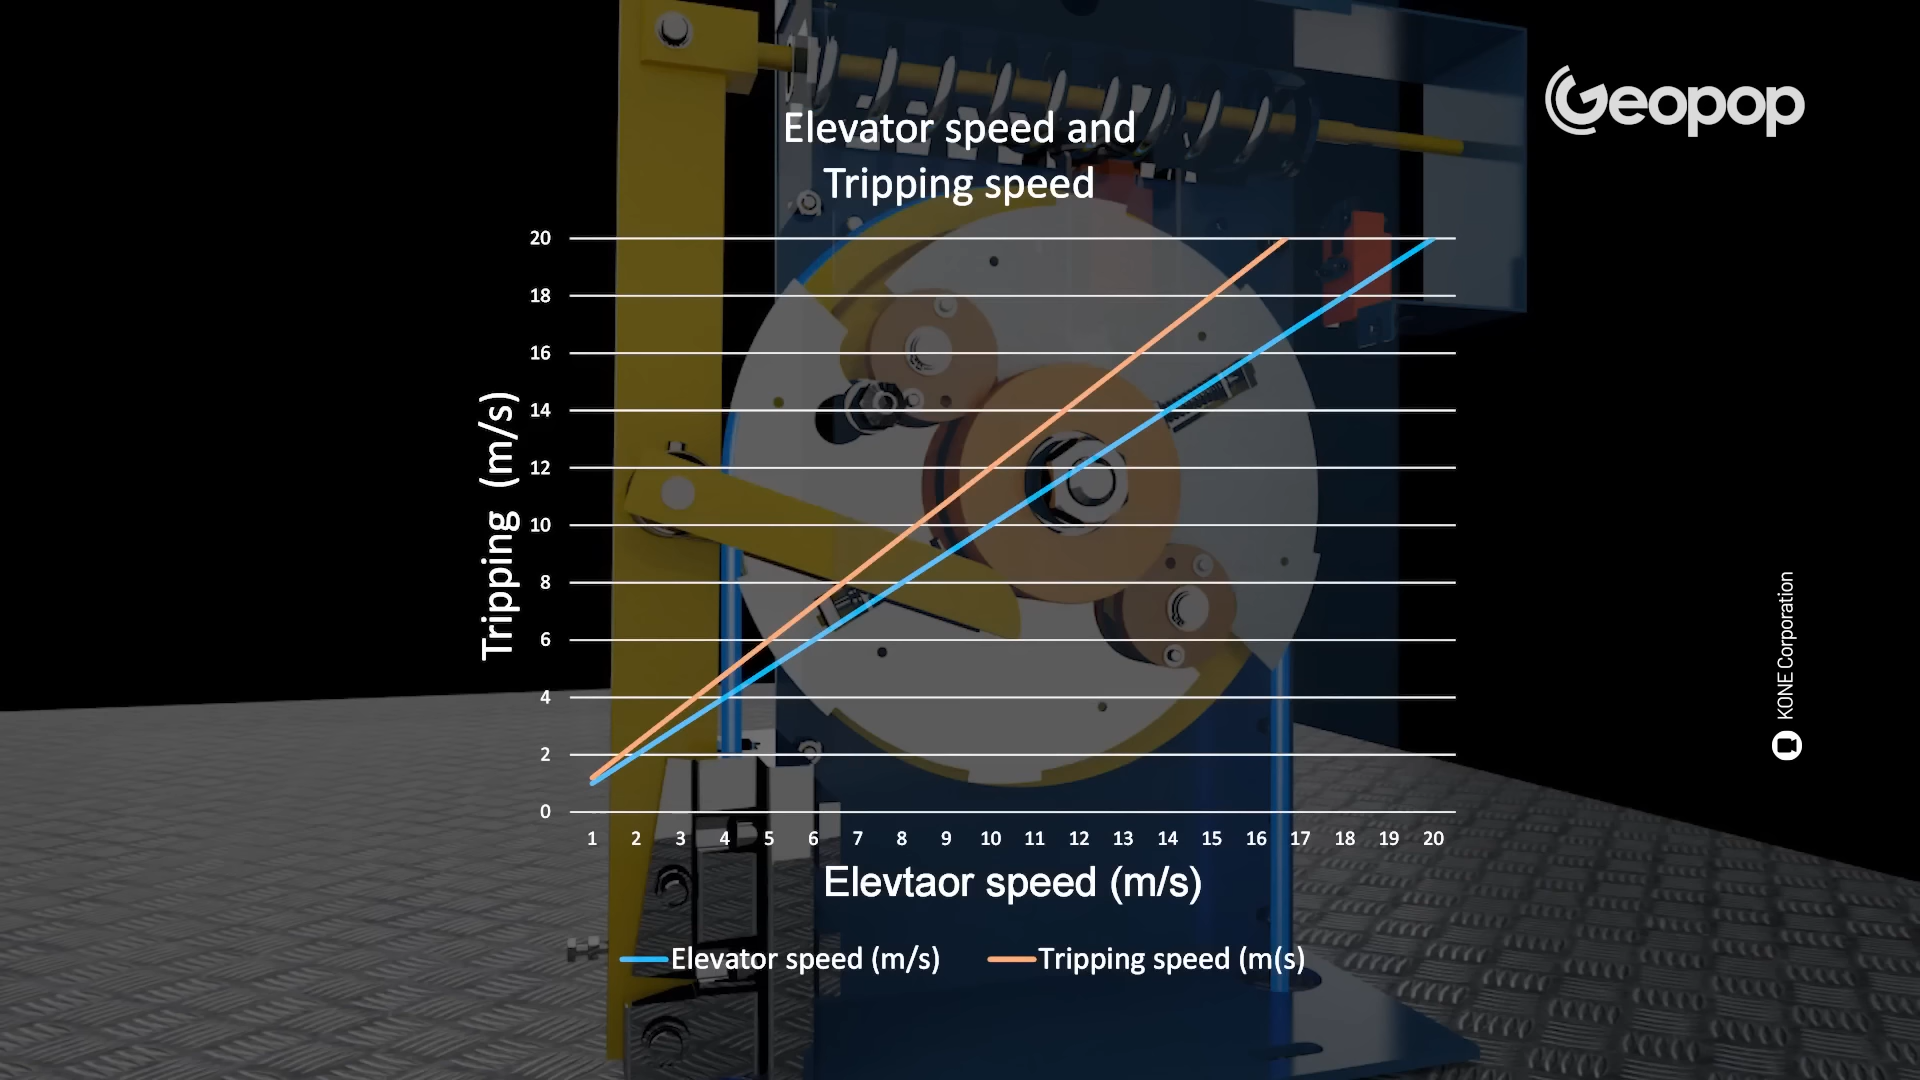 Geopop
Elevator speed and
Tripping speed
20
18
16
14
12
10
8
6
4
2
0
Tripping (m/s)
1 2 3 4 5 6 7 8 9 10 11 12 13 14 15 16 17 18 19 20
Elevtaor speed (m/s)
Elevator speed (m/s)
Tripping speed (m(s)
KONE Corporation